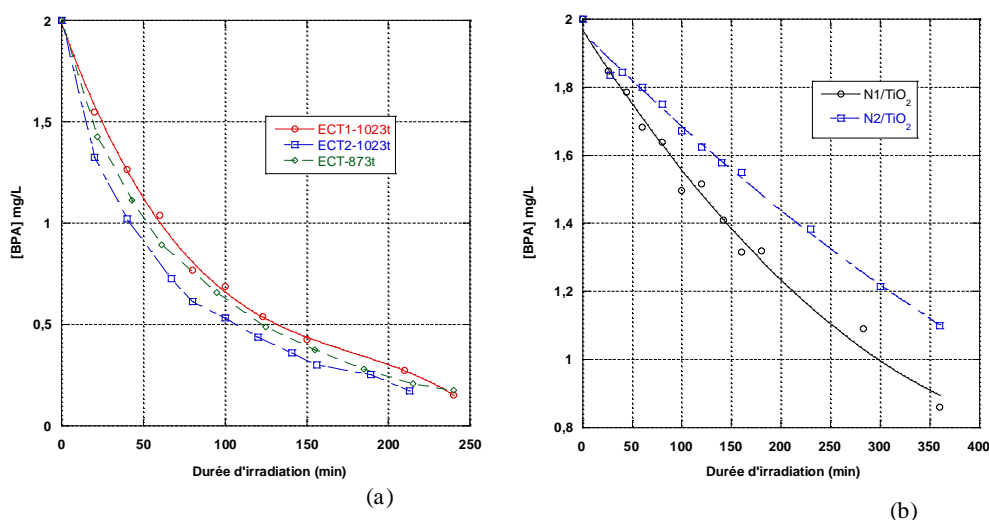 2
1,5
1
0,5
0
0
50
100
150
200
250
[BPA] mg/L
Durée d'irradiation (min)
ECT1-1023t
ECT2-1023t
ECT-873t
(a)
2
1,8
1,6
1,4
1,2
1
0,8
0
50
100
150
200
250
300
350
400
[BPA] mg/L
Durée d'irradiation (min)
N1/TiO₂
N2/TiO₂
(b)